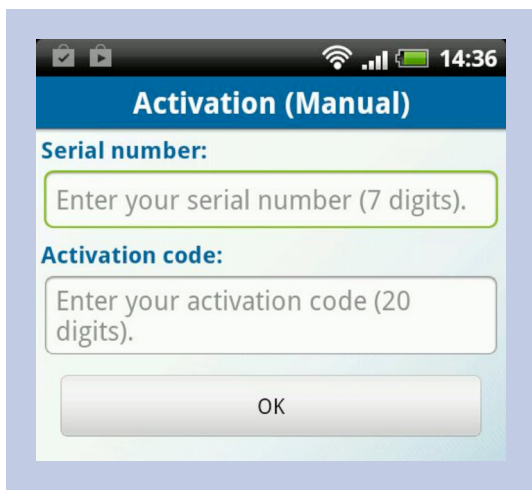 14:36
Activation (Manual)
Serial number:
Enter your serial number (7 digits).
Activation code:
Enter your activation code (20
digits).
OK